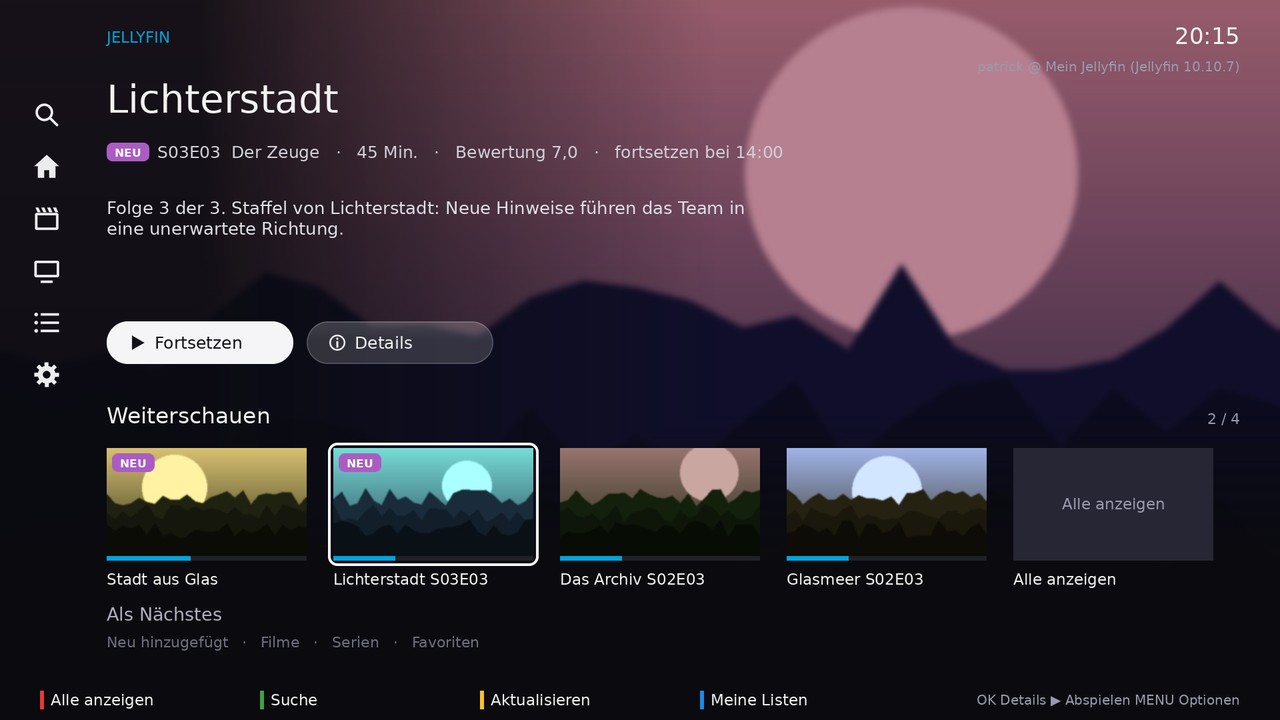 JELLYFIN
20:15
patrick @ Mein Jellyfin (Jellyfin 10.10.7)
Lichterstadt
NEU S03E03 Der Zeuge · 45 Min. · Bewertung 7,0 · fortsetzen bei 14:00
Folge 3 der 3. Staffel von Lichterstadt: Neue Hinweise führen das Team in
eine unerwartete Richtung.
Fortsetzen
Details
Weiterschauen
2 / 4
NEU
NEU
Alle anzeigen
Stadt aus Glas
Lichterstadt S03E03
Das Archiv S02E03
Glasmeer S02E03
Alle anzeigen
Als Nächstes
Neu hinzugefügt · Filme · Serien · Favoriten
Alle anzeigen
Suche
Aktualisieren
Meine Listen
OK Details ▶ Abspielen MENU Optionen